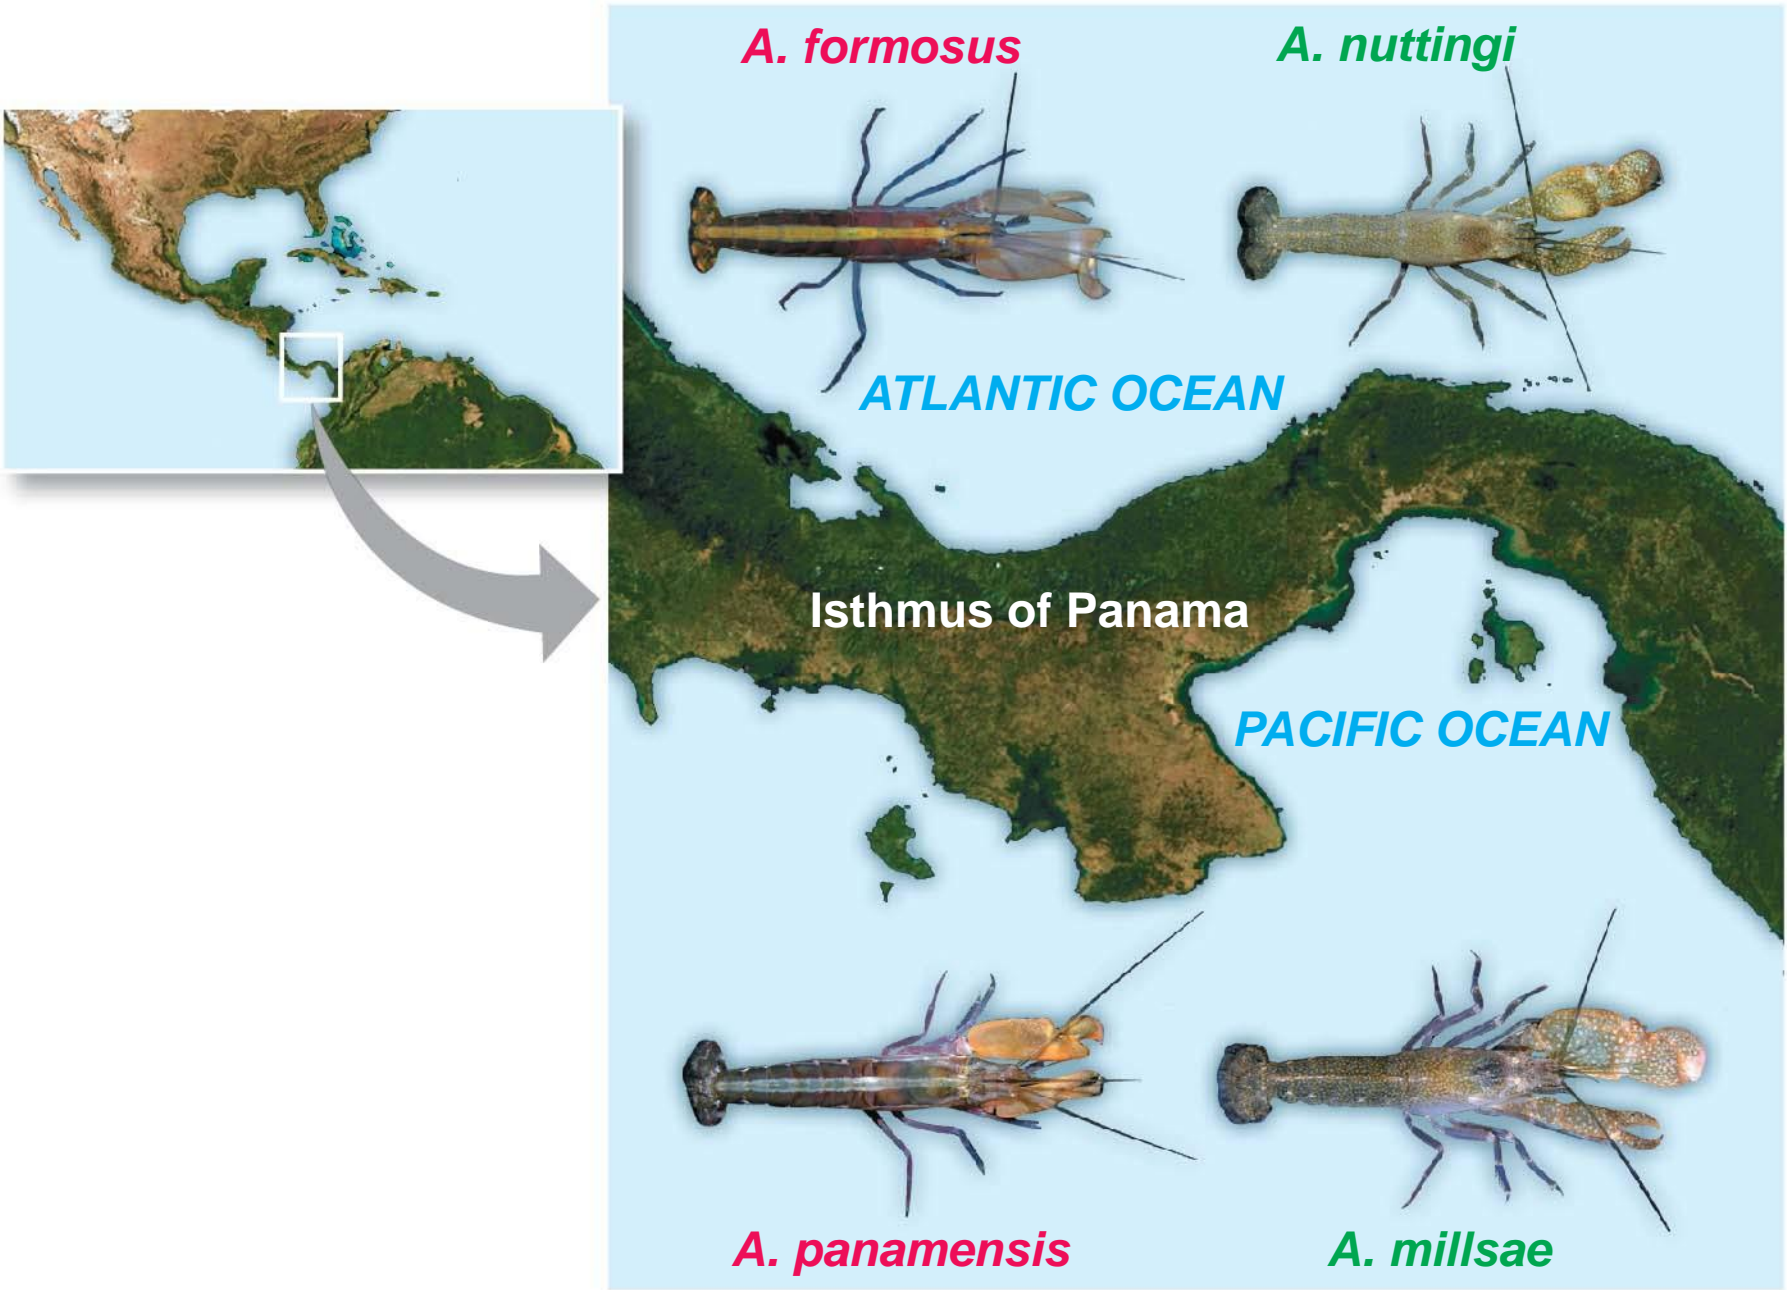 A. formosus
A. nuttingi
ATLANTIC OCEAN
Isthmus of Panama
PACIFIC OCEAN
A. panamensis
A. millsae